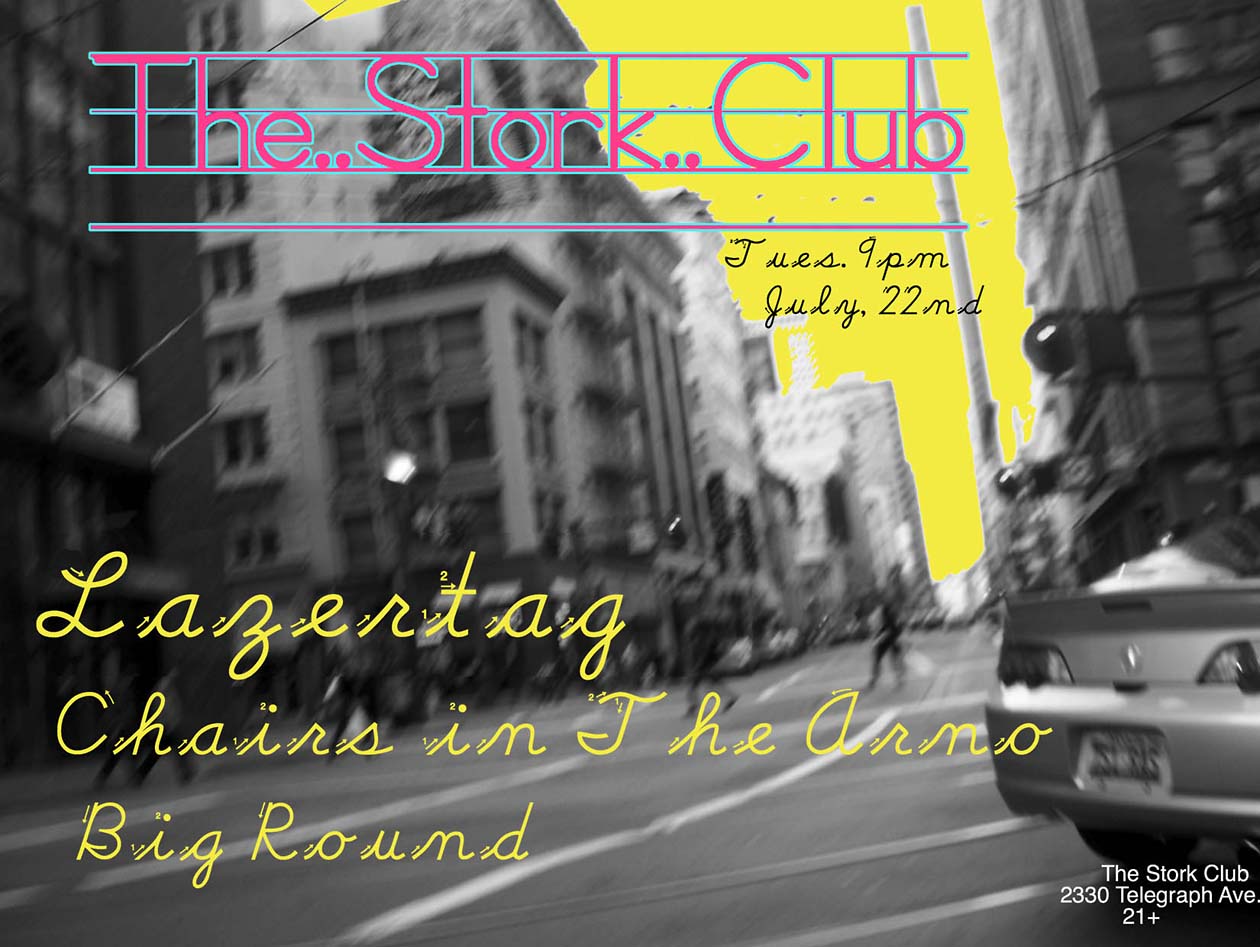 The..Stork..Club
Tues. 9pm
July, 22nd
Lazertag
Chairs in The Arno
Big Round
The Stork Club
2330 Telegraph Ave.
21+